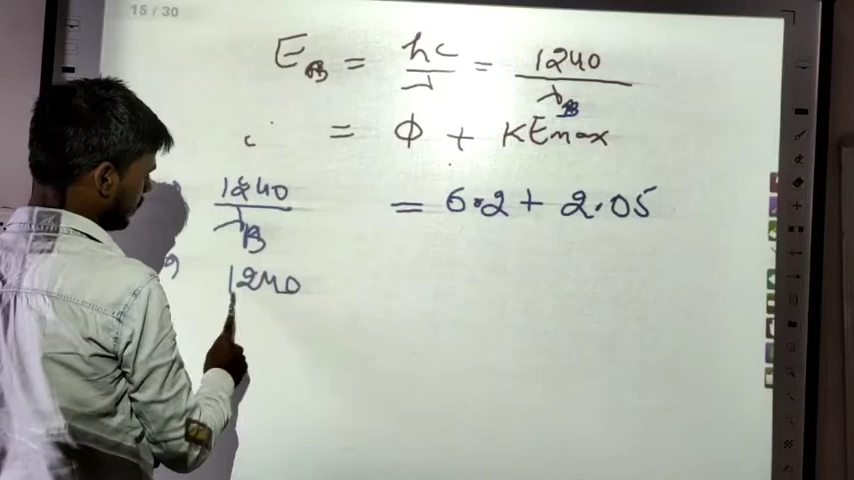 15 / 30
E_B = hc/λ = 1240/λ_B
= φ + KEmax
1240/λ_B = 6.2 + 2.05
1240